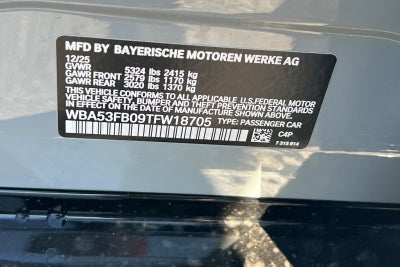 MFD BY BAYERISCHE MOTOREN WERKE AG
12/25
GVWR 5324 lbs 2415 kg
GAWR FRONT 2579 lbs 1170 kg
GAWR REAR 3020 lbs 1370 kg
THIS VEHICLE CONFORMS TO ALL APPLICABLE U.S. FEDERAL MOTOR
VEHICLE SAFETY, BUMPER, AND THEFT PREVENTION STANDARDS IN
EFFECT ON THE DATE OF MANUFACTURE SHOWN ABOVE.
WBA53FB09TFW18705 TYPE: PASSENGER CAR
C4P